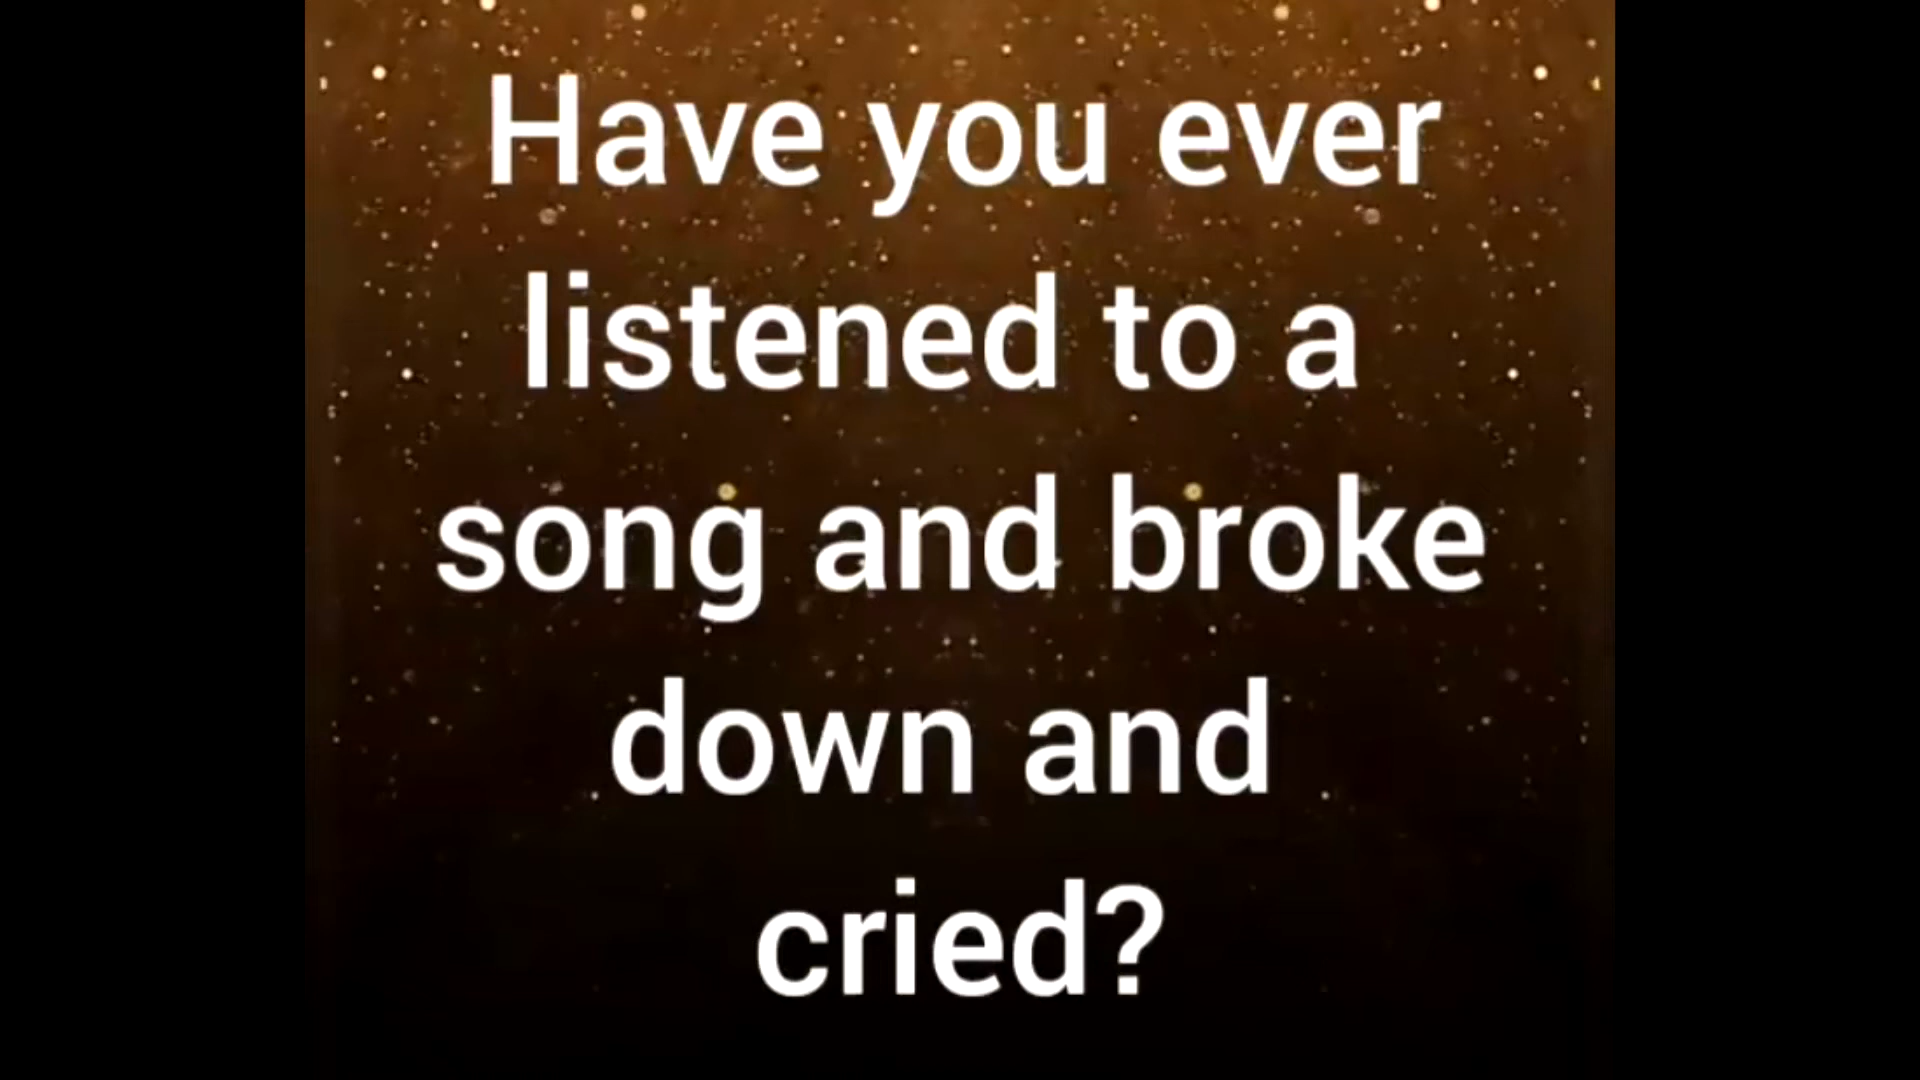 Have you ever
listened to a
song and broke
down and
cried?